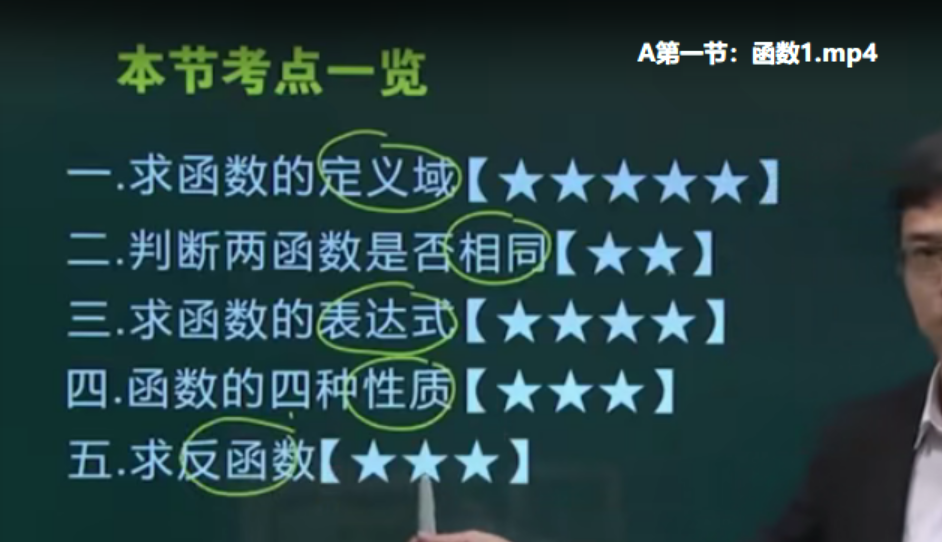 A第一节：函数1.mp4
本节考点一览
一.求函数的定义域【★★★★★】
二.判断两函数是否相同【★★】
三.求函数的表达式【★★★★】
四.函数的四种性质【★★★】
五.求反函数【★★★】